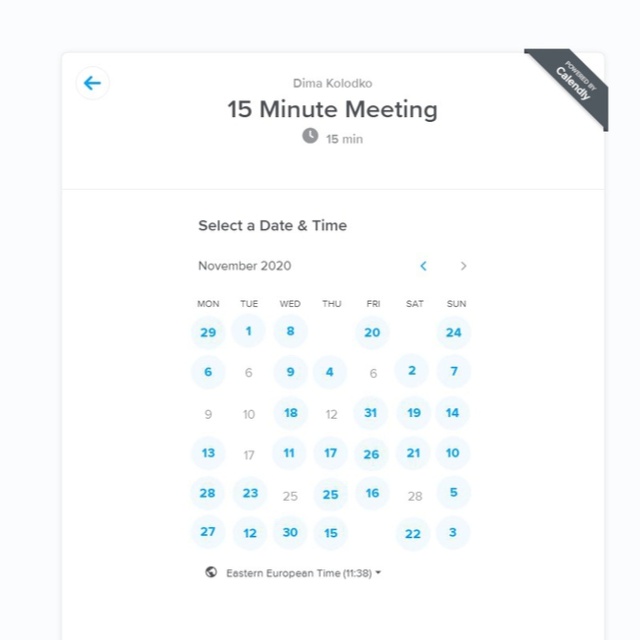 POWERED BY
Calendly
Dima Kolodko
15 Minute Meeting
15 min
Select a Date & Time
November 2020
MON TUE WED THU FRI SAT SUN
29 1 8 20 24
6 6 9 4 6 2 7
9 10 18 12 31 19 14
13 17 11 17 26 21 10
28 23 25 25 16 28 5
27 12 30 15 22 3
Eastern European Time (11:38)